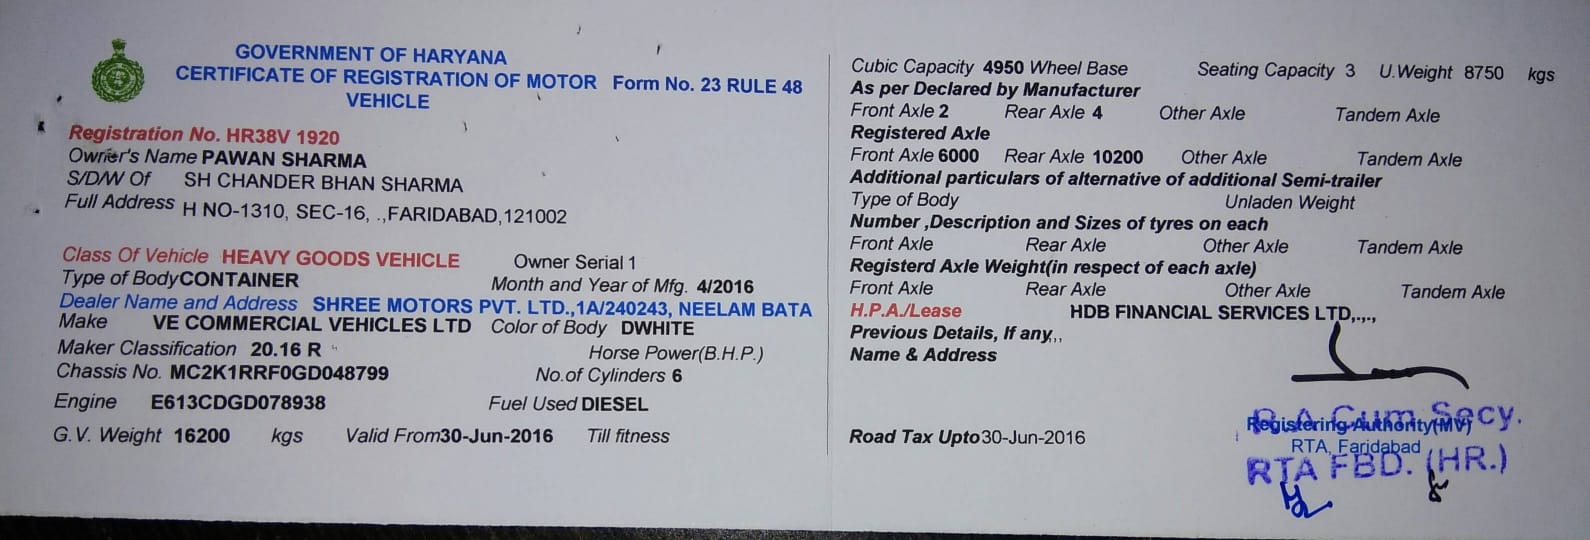 GOVERNMENT OF HARYANA
CERTIFICATE OF REGISTRATION OF MOTOR Form No. 23 RULE 48
VEHICLE
Registration No. HR38V 1920
Owner's Name PAWAN SHARMA
S/D/W Of SH CHANDER BHAN SHARMA
Full Address H NO-1310, SEC-16, .,FARIDABAD,121002
Class Of Vehicle HEAVY GOODS VEHICLE Owner Serial 1
Type of Body CONTAINER Month and Year of Mfg. 4/2016
Dealer Name and Address SHREE MOTORS PVT. LTD.,1A/240243, NEELAM BATA
Make VE COMMERCIAL VEHICLES LTD Color of Body DWHITE
Maker Classification 20.16 R Horse Power(B.H.P.)
Chassis No. MC2K1RRF0GD048799 No.of Cylinders 6
Engine E613CDGD078938 Fuel Used DIESEL
G.V. Weight 16200 kgs Valid From 30-Jun-2016 Till fitness
Cubic Capacity 4950 Wheel Base Seating Capacity 3 U.Weight 8750 kgs
As per Declared by Manufacturer
Front Axle 2 Rear Axle 4 Other Axle Tandem Axle
Registered Axle
Front Axle 6000 Rear Axle 10200 Other Axle Tandem Axle
Additional particulars of alternative of additional Semi-trailer
Type of Body Unladen Weight
Number ,Description and Sizes of tyres on each
Front Axle Rear Axle Other Axle Tandem Axle
Registerd Axle Weight(in respect of each axle)
Front Axle Rear Axle Other Axle Tandem Axle
H.P.A./Lease HDB FINANCIAL SERVICES LTD,.,.,
Previous Details, If any,,,
Name & Address
R.A. Cum Secy.
Registering Authority(MV)
Road Tax Upto 30-Jun-2016
RTA, Faridabad
RTA FBD. (HR.)